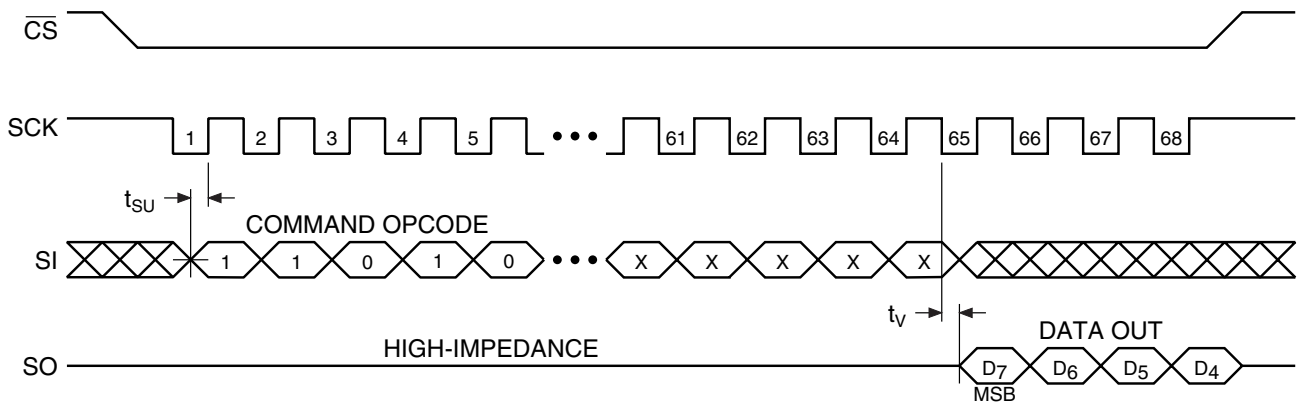 CS
SCK 1 2 3 4 5 ••• 61 62 63 64 65 66 67 68
tSU
COMMAND OPCODE
SI 1 1 0 1 0 ••• X X X X X
tV
HIGH-IMPEDANCE
DATA OUT
SO D7 D6 D5 D4
MSB